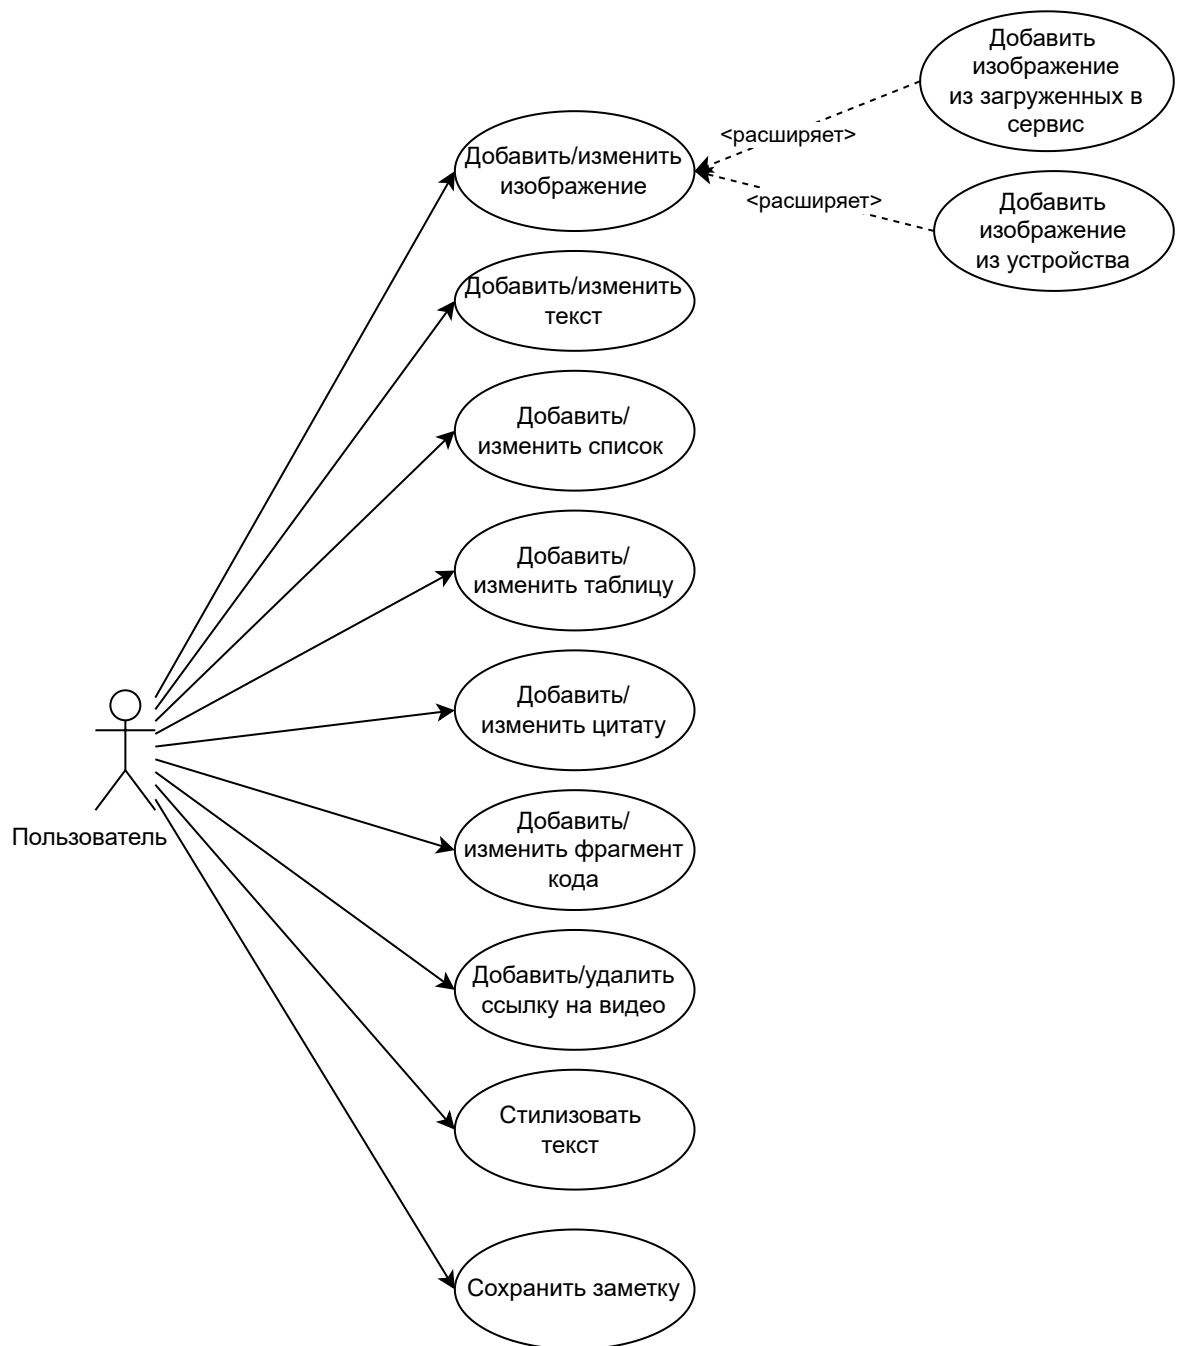 Добавить
изображение
из загруженных в
сервис
<расширяет>
Добавить/изменить
изображение
<расширяет>
Добавить
изображение
из устройства
Добавить/изменить
текст
Добавить/
изменить список
Добавить/
изменить таблицу
Добавить/
изменить цитату
Пользователь
Добавить/
изменить фрагмент
кода
Добавить/удалить
ссылку на видео
Стилизовать
текст
Сохранить заметку